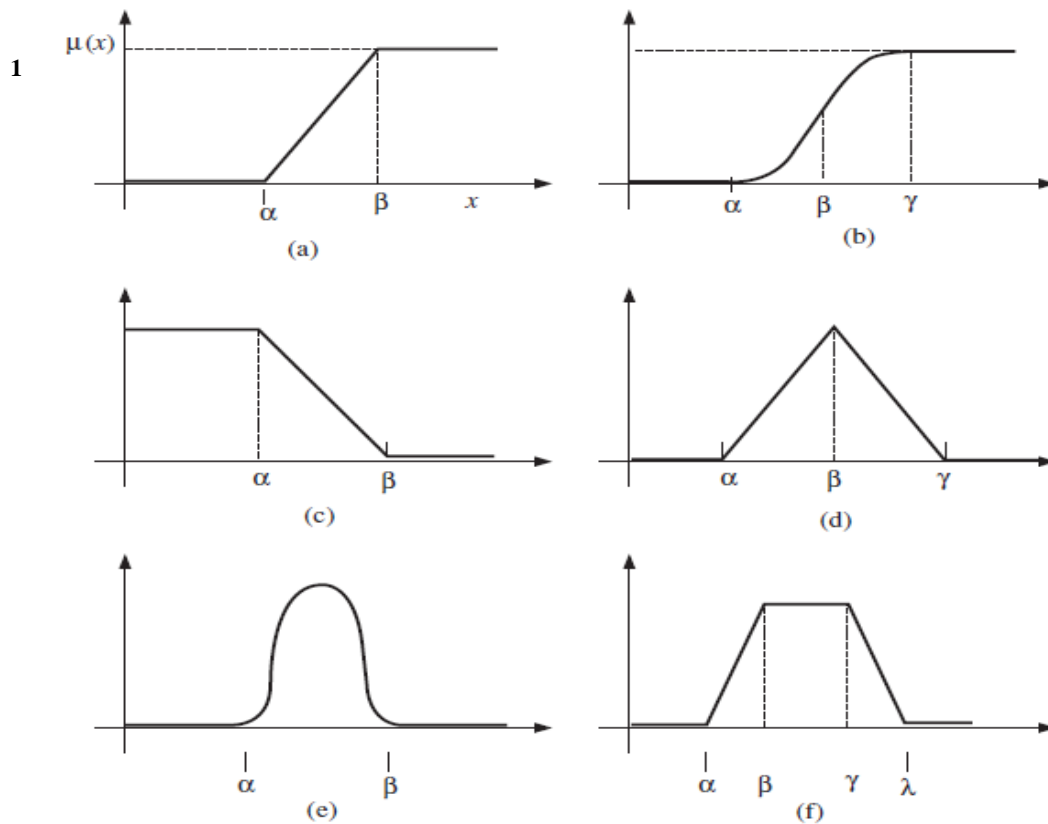 μ(x)
1
α β x
(a)
α β γ
(b)
α β
(c)
α β γ
(d)
α β
(e)
α β γ λ
(f)